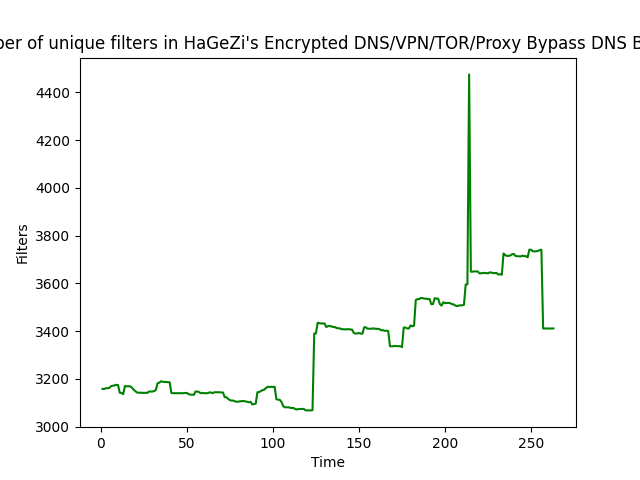 ber of unique filters in HaGeZi's Encrypted DNS/VPN/TOR/Proxy Bypass DNS B
4400
4200
4000
3800
3600
3400
3200
3000
Filters
0 50 100 150 200 250
Time